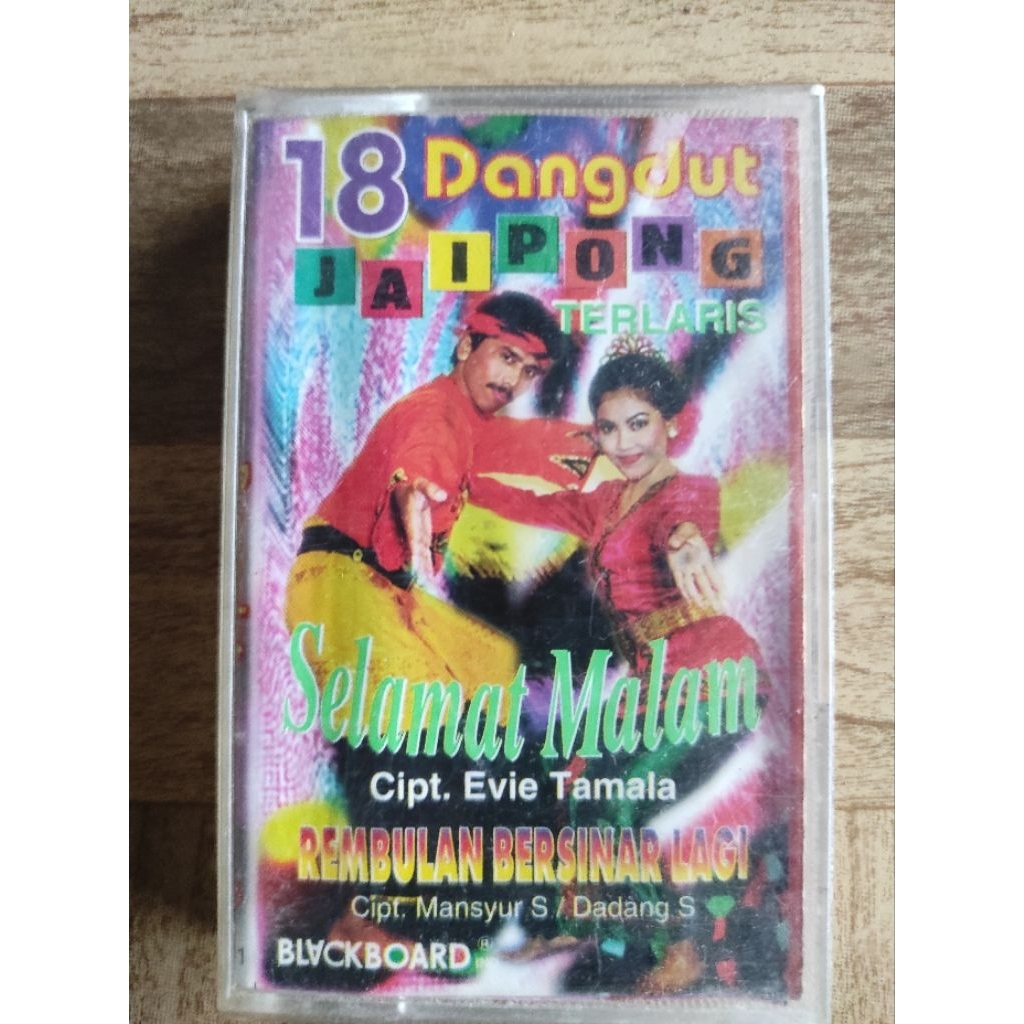 18 Dangdut
JAIPONG
TERLARIS
Selamat Malam
Cipt. Evie Tamala
REMBULAN BERSINAR LAGI
Cipt. Mansyur S / Dadang S
BLACKBOARD ®